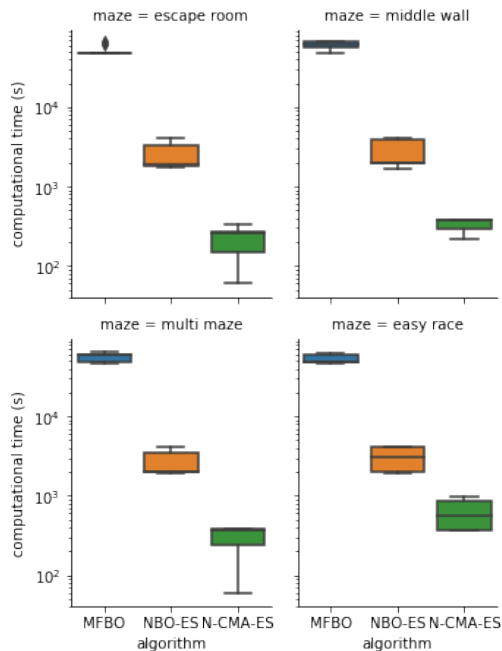 maze = escape room
maze = middle wall
computational time (s)
10^4
10^3
10^2
maze = multi maze
maze = easy race
computational time (s)
10^4
10^3
10^2
MFBO NBO-ES N-CMA-ES
MFBO NBO-ES N-CMA-ES
algorithm
algorithm